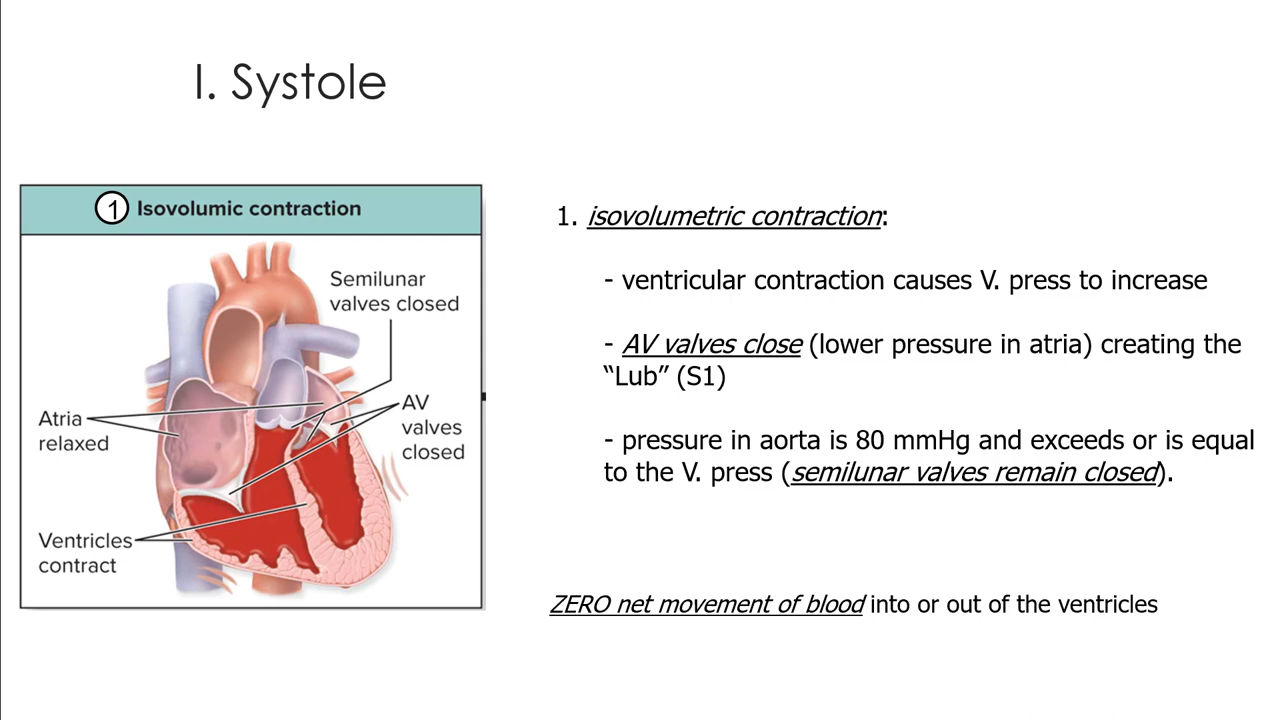 I. Systole
1 Isovolumic contraction
Semilunar
valves closed
Atria
relaxed
AV
valves
closed
Ventricles
contract
1. isovolumetric contraction:
- ventricular contraction causes V. press to increase
- AV valves close (lower pressure in atria) creating the
“Lub” (S1)
- pressure in aorta is 80 mmHg and exceeds or is equal
to the V. press (semilunar valves remain closed).
ZERO net movement of blood into or out of the ventricles